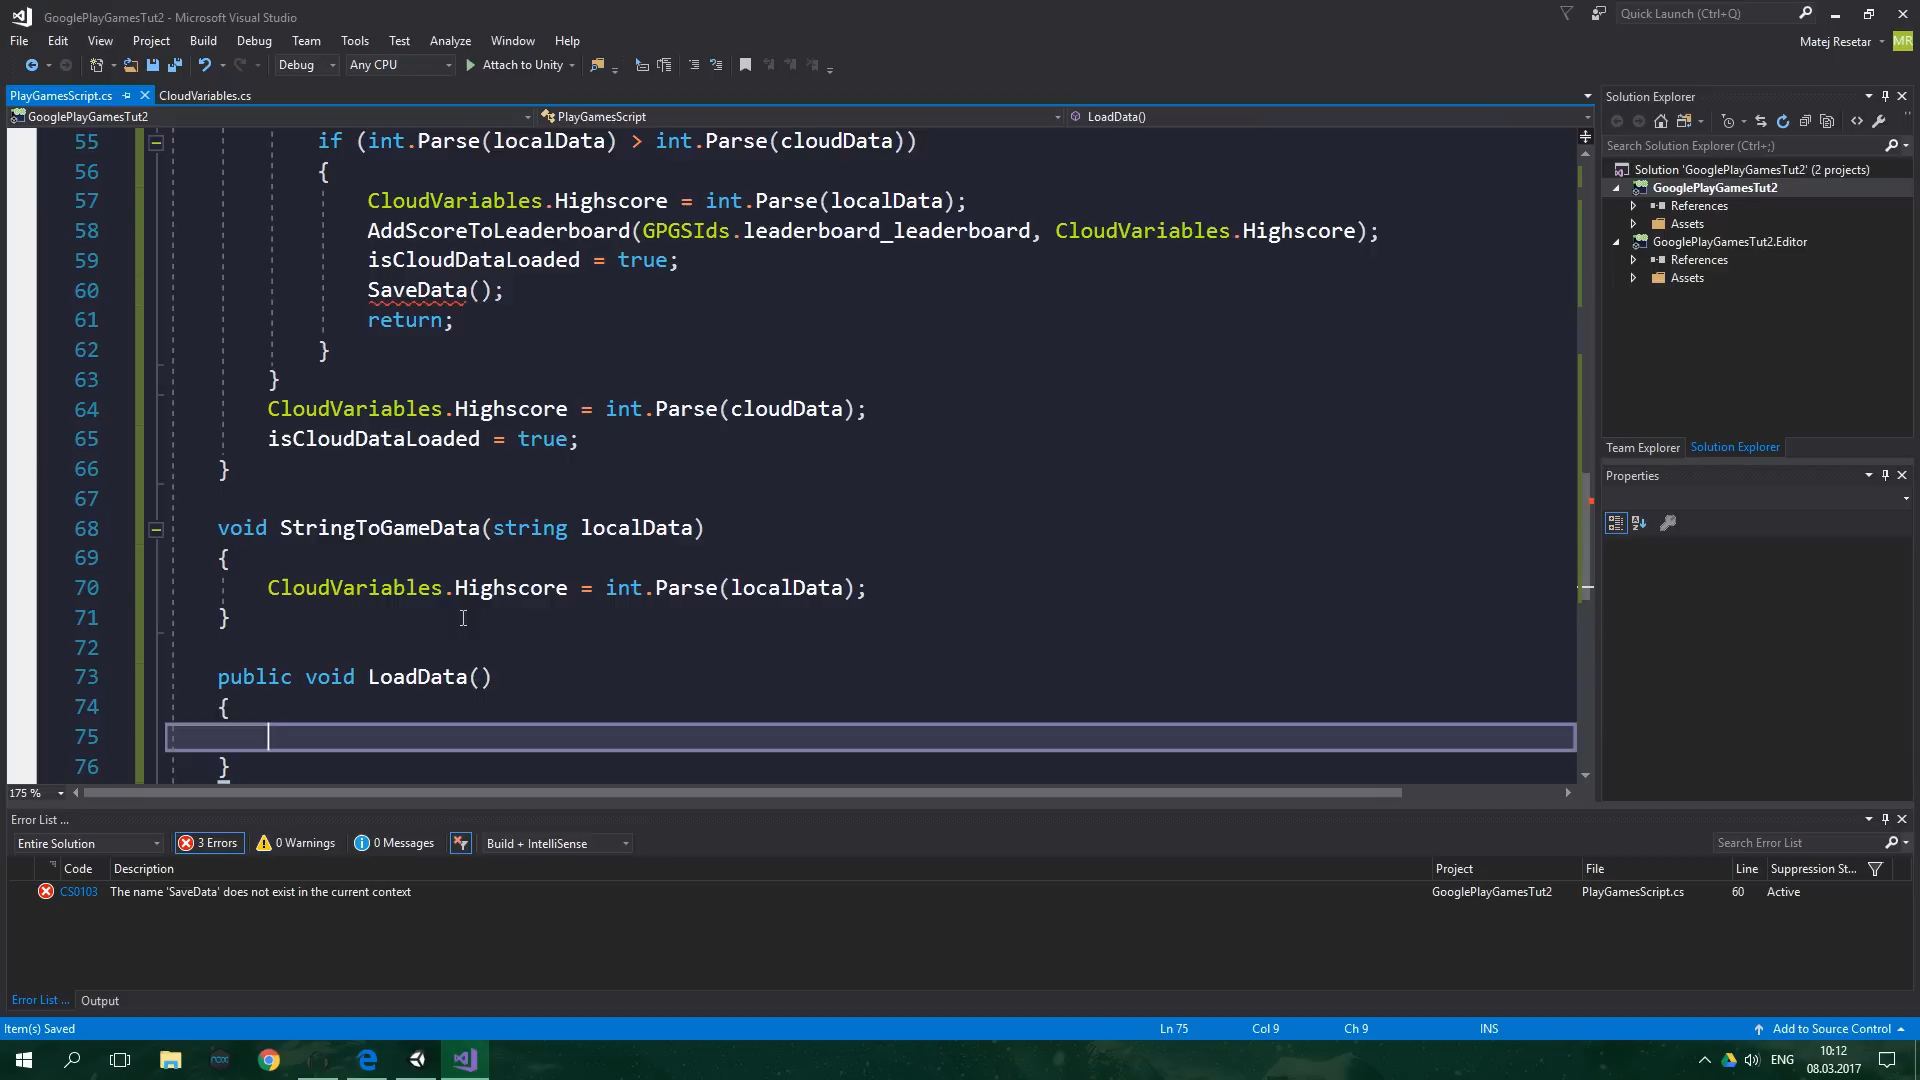 GooglePlayGamesTut2 - Microsoft Visual Studio
Quick Launch (Ctrl+Q)
File Edit View Project Build Debug Team Tools Test Analyze Window Help
Matej Resetar MR
Debug Any CPU Attach to Unity
PlayGamesScript.cs CloudVariables.cs
GooglePlayGamesTut2 PlayGamesScript LoadData()
55 if (int.Parse(localData) > int.Parse(cloudData))
56 {
57 CloudVariables.Highscore = int.Parse(localData);
58 AddScoreToLeaderboard(GPGSIds.leaderboard_leaderboard, CloudVariables.Highscore);
59 isCloudDataLoaded = true;
60 SaveData();
61 return;
62 }
63 }
64 CloudVariables.Highscore = int.Parse(cloudData);
65 isCloudDataLoaded = true;
66 }
67
68 void StringToGameData(string localData)
69 {
70 CloudVariables.Highscore = int.Parse(localData);
71 }
72
73 public void LoadData()
74 {
75
76 }
175 %
Solution Explorer
Search Solution Explorer (Ctrl+;)
Solution 'GooglePlayGamesTut2' (2 projects)
GooglePlayGamesTut2
References
Assets
GooglePlayGamesTut2.Editor
References
Assets
Team Explorer Solution Explorer
Properties
Error List ...
Entire Solution 3 Errors 0 Warnings 0 Messages Build + IntelliSense Search Error List
Code Description Project File Line Suppression St...
CS0103 The name 'SaveData' does not exist in the current context GooglePlayGamesTut2 PlayGamesScript.cs 60 Active
Error List ... Output
Item(s) Saved Ln 75 Col 9 Ch 9 INS Add to Source Control
ENG 10:12
08.03.2017